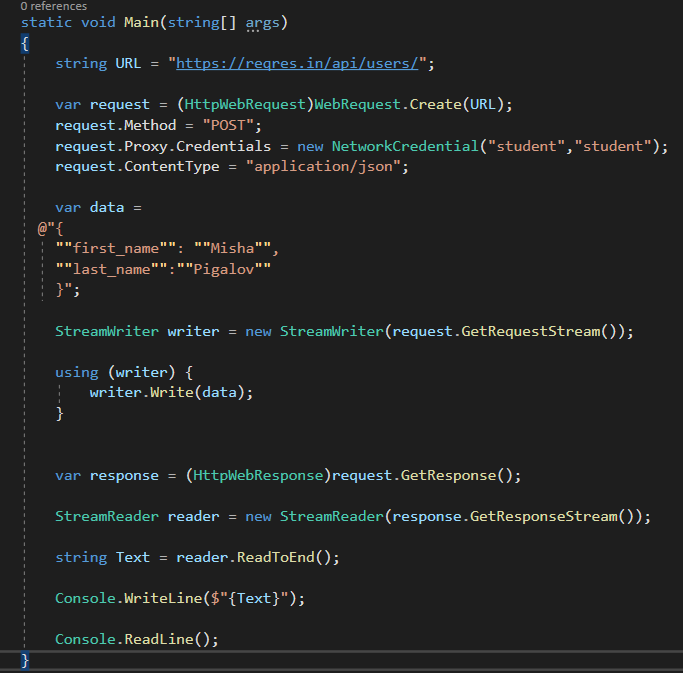 0 references
static void Main(string[] args)
{
string URL = "https://reqres.in/api/users/";
var request = (HttpWebRequest)WebRequest.Create(URL);
request.Method = "POST";
request.Proxy.Credentials = new NetworkCredential("student","student");
request.ContentType = "application/json";
var data =
@"{
""first_name"": ""Misha"",
""last_name"":""Pigalov""
}";
StreamWriter writer = new StreamWriter(request.GetRequestStream());
using (writer) {
writer.Write(data);
}
var response = (HttpWebResponse)request.GetResponse();
StreamReader reader = new StreamReader(response.GetResponseStream());
string Text = reader.ReadToEnd();
Console.WriteLine($"{Text}");
Console.ReadLine();
}